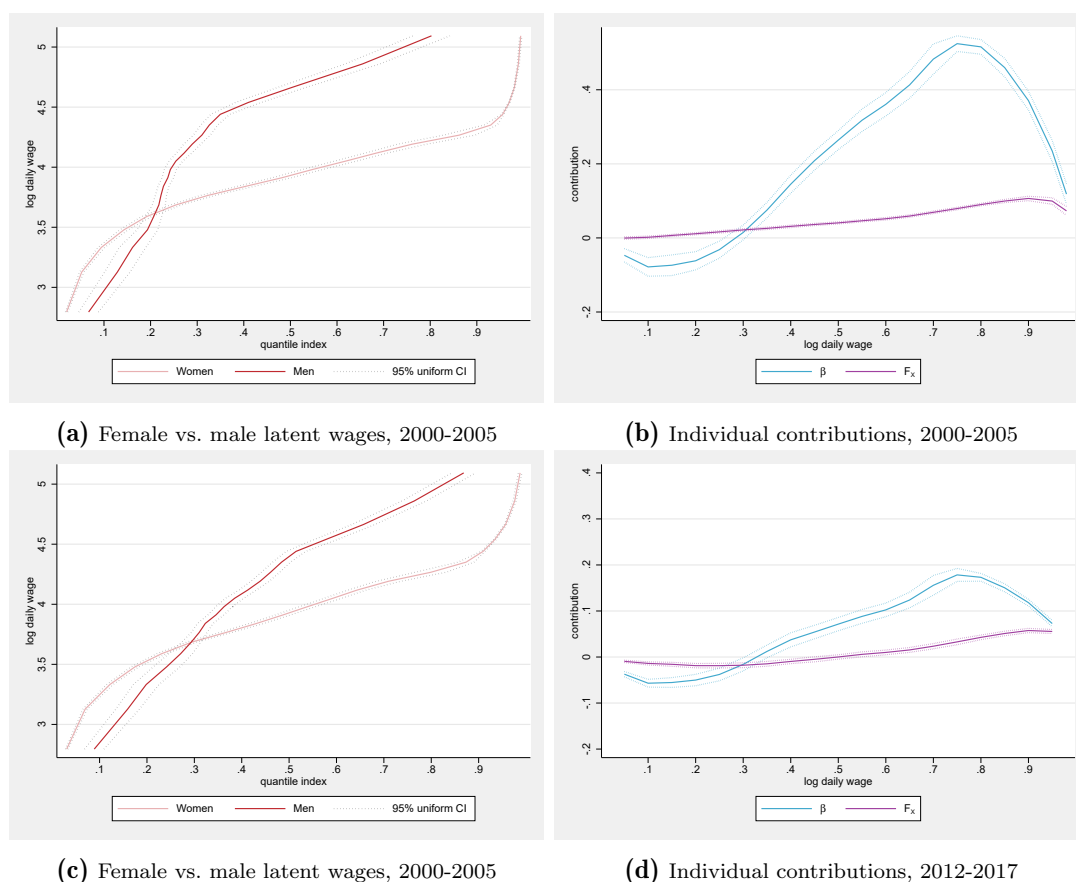 5
4.5
4
3.5
3
log daily wage
.1 .2 .3 .4 .5 .6 .7 .8 .9
quantile index
Women Men 95% uniform CI
(a) Female vs. male latent wages, 2000-2005
.4
.2
0
-.2
contribution
.1 .2 .3 .4 .5 .6 .7 .8 .9
log daily wage
β Fx
(b) Individual contributions, 2000-2005
5
4.5
4
3.5
3
log daily wage
.1 .2 .3 .4 .5 .6 .7 .8 .9
quantile index
Women Men 95% uniform CI
(c) Female vs. male latent wages, 2000-2005
.4
.3
.2
.1
0
-.1
-.2
contribution
.1 .2 .3 .4 .5 .6 .7 .8 .9
log daily wage
β Fx
(d) Individual contributions, 2012-2017